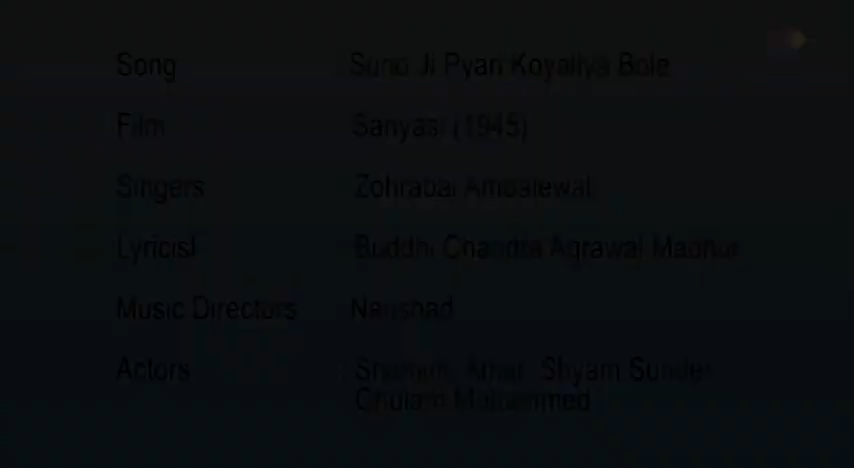 Song Suno Ji Pyari Koyaliya Bole
Film Sanyasi (1945)
Singers Zohrabai Ambalewali
Lyricist Buddhi Chandra Agrawal Madhur
Music Directors Naushad
Actors Amar, Shyam Sunder
Ghulam Mohammed